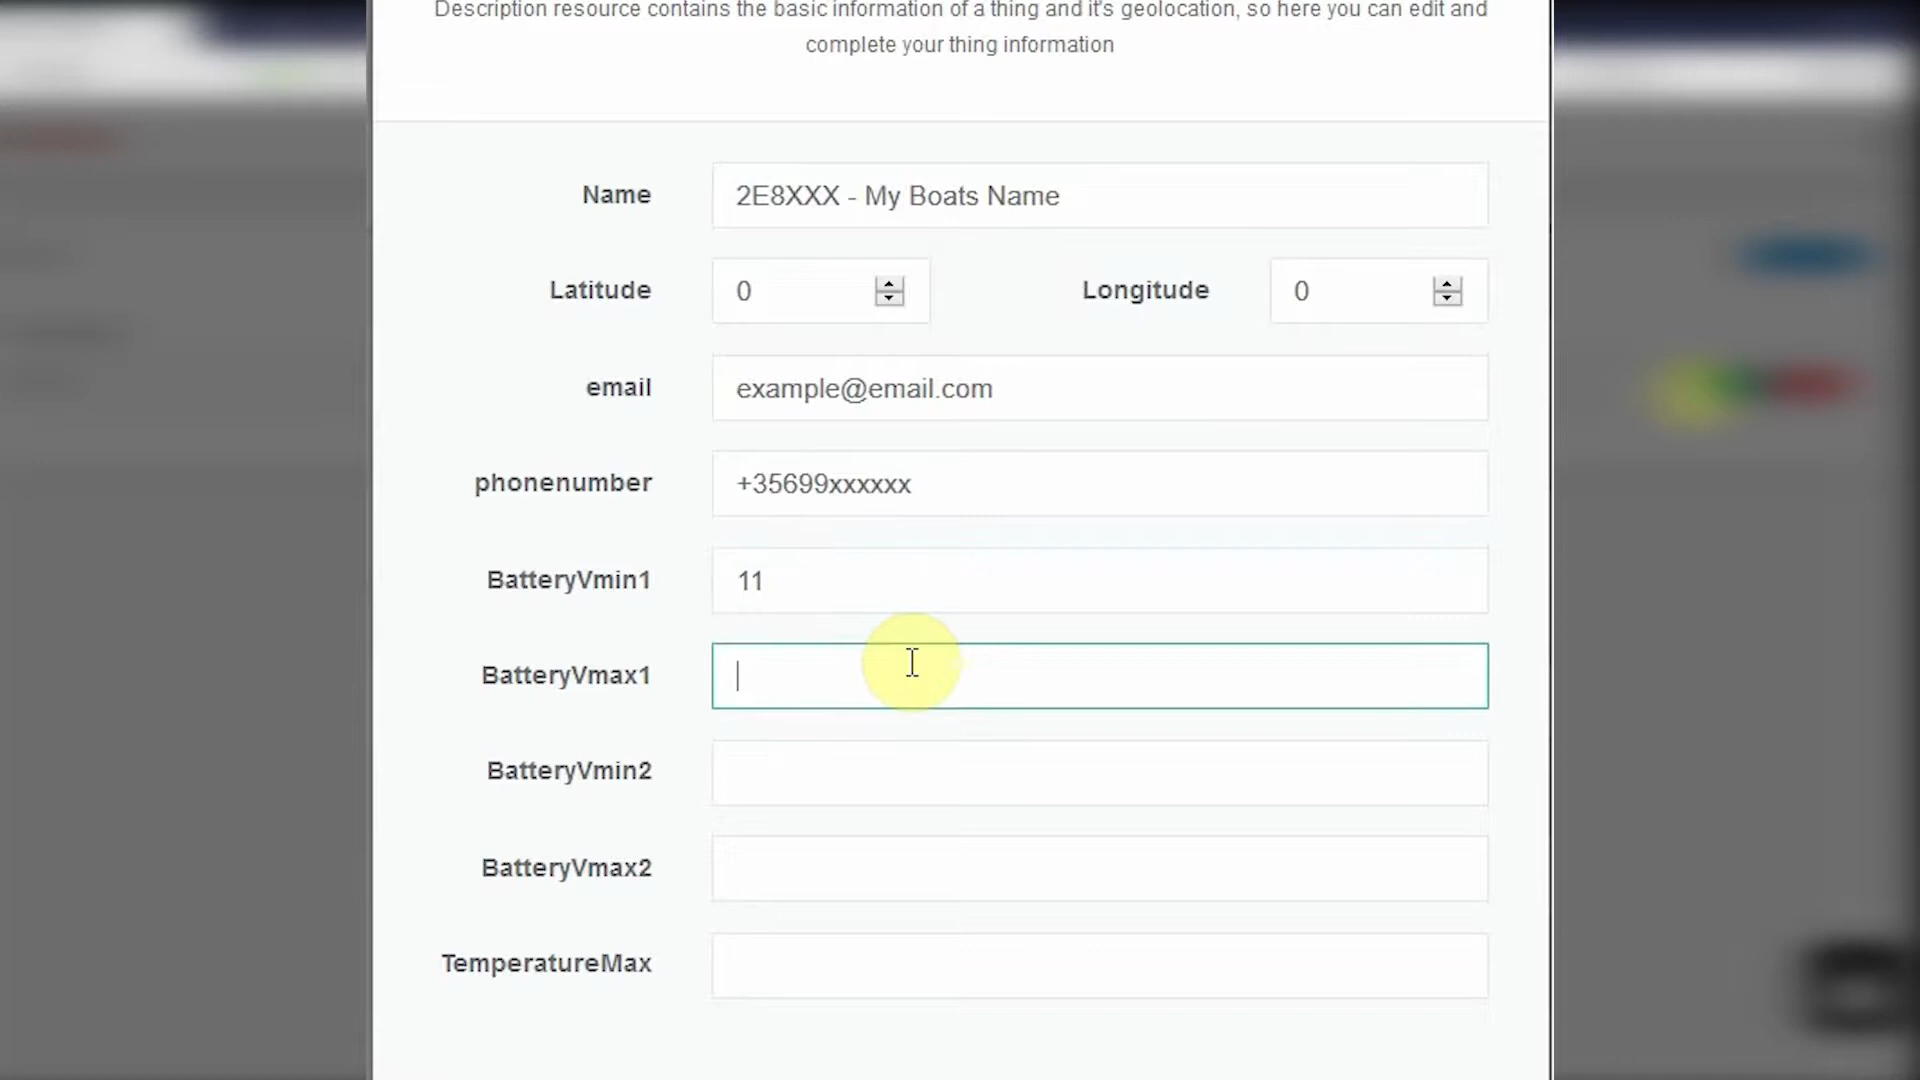 Description resource contains the basic information of a thing and it's geolocation, so here you can edit and
complete your thing information
Name
2E8XXX - My Boats Name
Latitude
0
Longitude
0
email
example@email.com
phonenumber
+35699xxxxxx
BatteryVmin1
11
BatteryVmax1
BatteryVmin2
BatteryVmax2
TemperatureMax